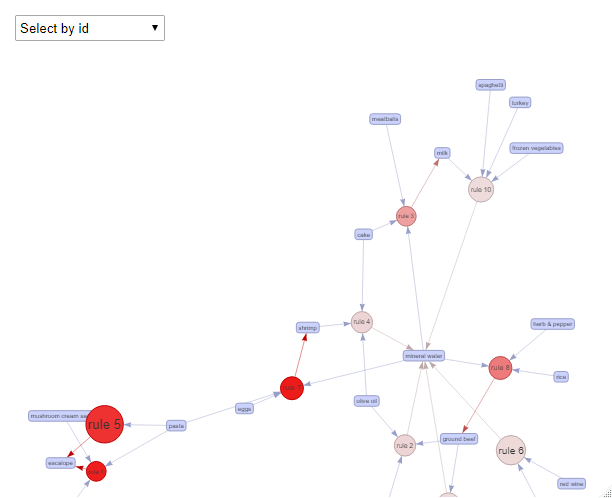 Select by id
spaghetti
turkey
meatballs
frozen vegetables
milk
rule 10
rule 3
cake
rule 4
herb & pepper
shrimp
mineral water
rule 8
rice
eggs
olive oil
mushroom cream sa
rule 5
pasta
ground beef
rule 2
rule 6
escalope
red wine